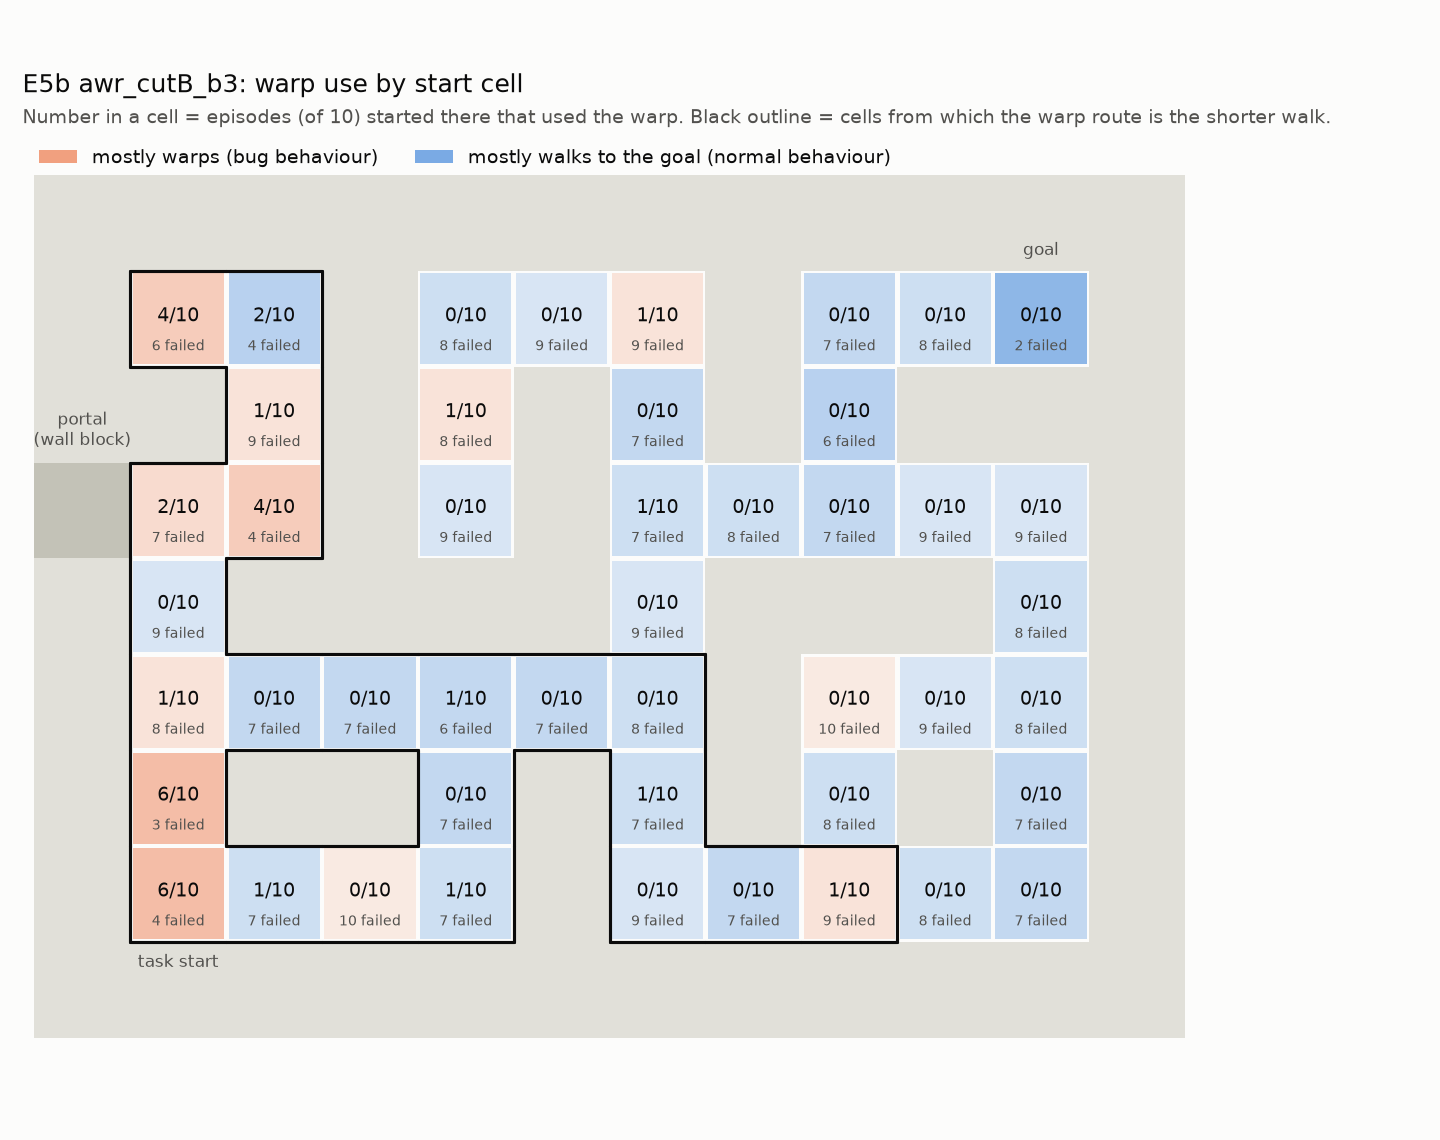 E5b awr_cutB_b3: warp use by start cell
Number in a cell = episodes (of 10) started there that used the warp. Black outline = cells from which the warp route is the shorter walk.
mostly warps (bug behaviour) mostly walks to the goal (normal behaviour)
goal
4/10 2/10 0/10 0/10 1/10 0/10 0/10 0/10
6 failed 4 failed 8 failed 9 failed 9 failed 7 failed 8 failed 2 failed
portal
(wall block)
1/10 1/10 0/10 0/10
9 failed 8 failed 7 failed 6 failed
2/10 4/10 0/10 1/10 0/10 0/10 0/10 0/10
7 failed 4 failed 9 failed 7 failed 8 failed 7 failed 9 failed 9 failed
0/10 0/10 0/10
9 failed 9 failed 8 failed
1/10 0/10 0/10 1/10 0/10 0/10 0/10 0/10 0/10
8 failed 7 failed 7 failed 6 failed 7 failed 8 failed 10 failed 9 failed 8 failed
6/10 0/10 1/10 0/10 0/10
3 failed 7 failed 7 failed 8 failed 7 failed
6/10 1/10 0/10 1/10 0/10 0/10 1/10 0/10 0/10
4 failed 7 failed 10 failed 7 failed 9 failed 7 failed 9 failed 8 failed 7 failed
task start